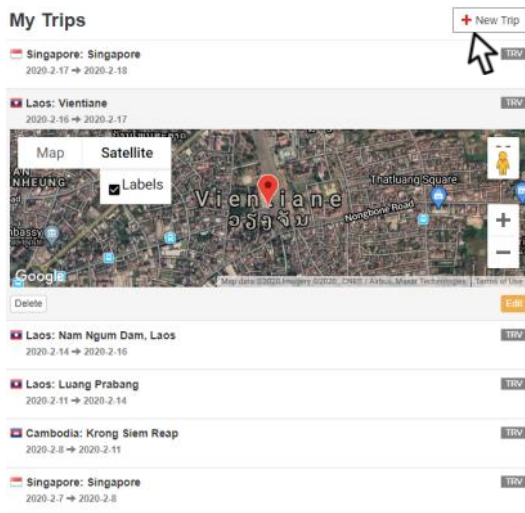 My Trips
+ New Trip
Singapore: Singapore
TRV
2020-2-17 ➔ 2020-2-18
Laos: Vientiane
TRV
2020-2-16 ➔ 2020-2-17
Map
Satellite
Labels
NHEUNG
Vientiane
ວຽງຈັນ
Thatluang Square
Nongbone Road
Google
Map data ©2020 Imagery ©2020, CNES / Airbus, Maxar Technologies
Terms of Use
Delete
Edit
Laos: Nam Ngum Dam, Laos
TRV
2020-2-14 ➔ 2020-2-16
Laos: Luang Prabang
TRV
2020-2-11 ➔ 2020-2-14
Cambodia: Krong Siem Reap
TRV
2020-2-8 ➔ 2020-2-11
Singapore: Singapore
TRV
2020-2-7 ➔ 2020-2-8